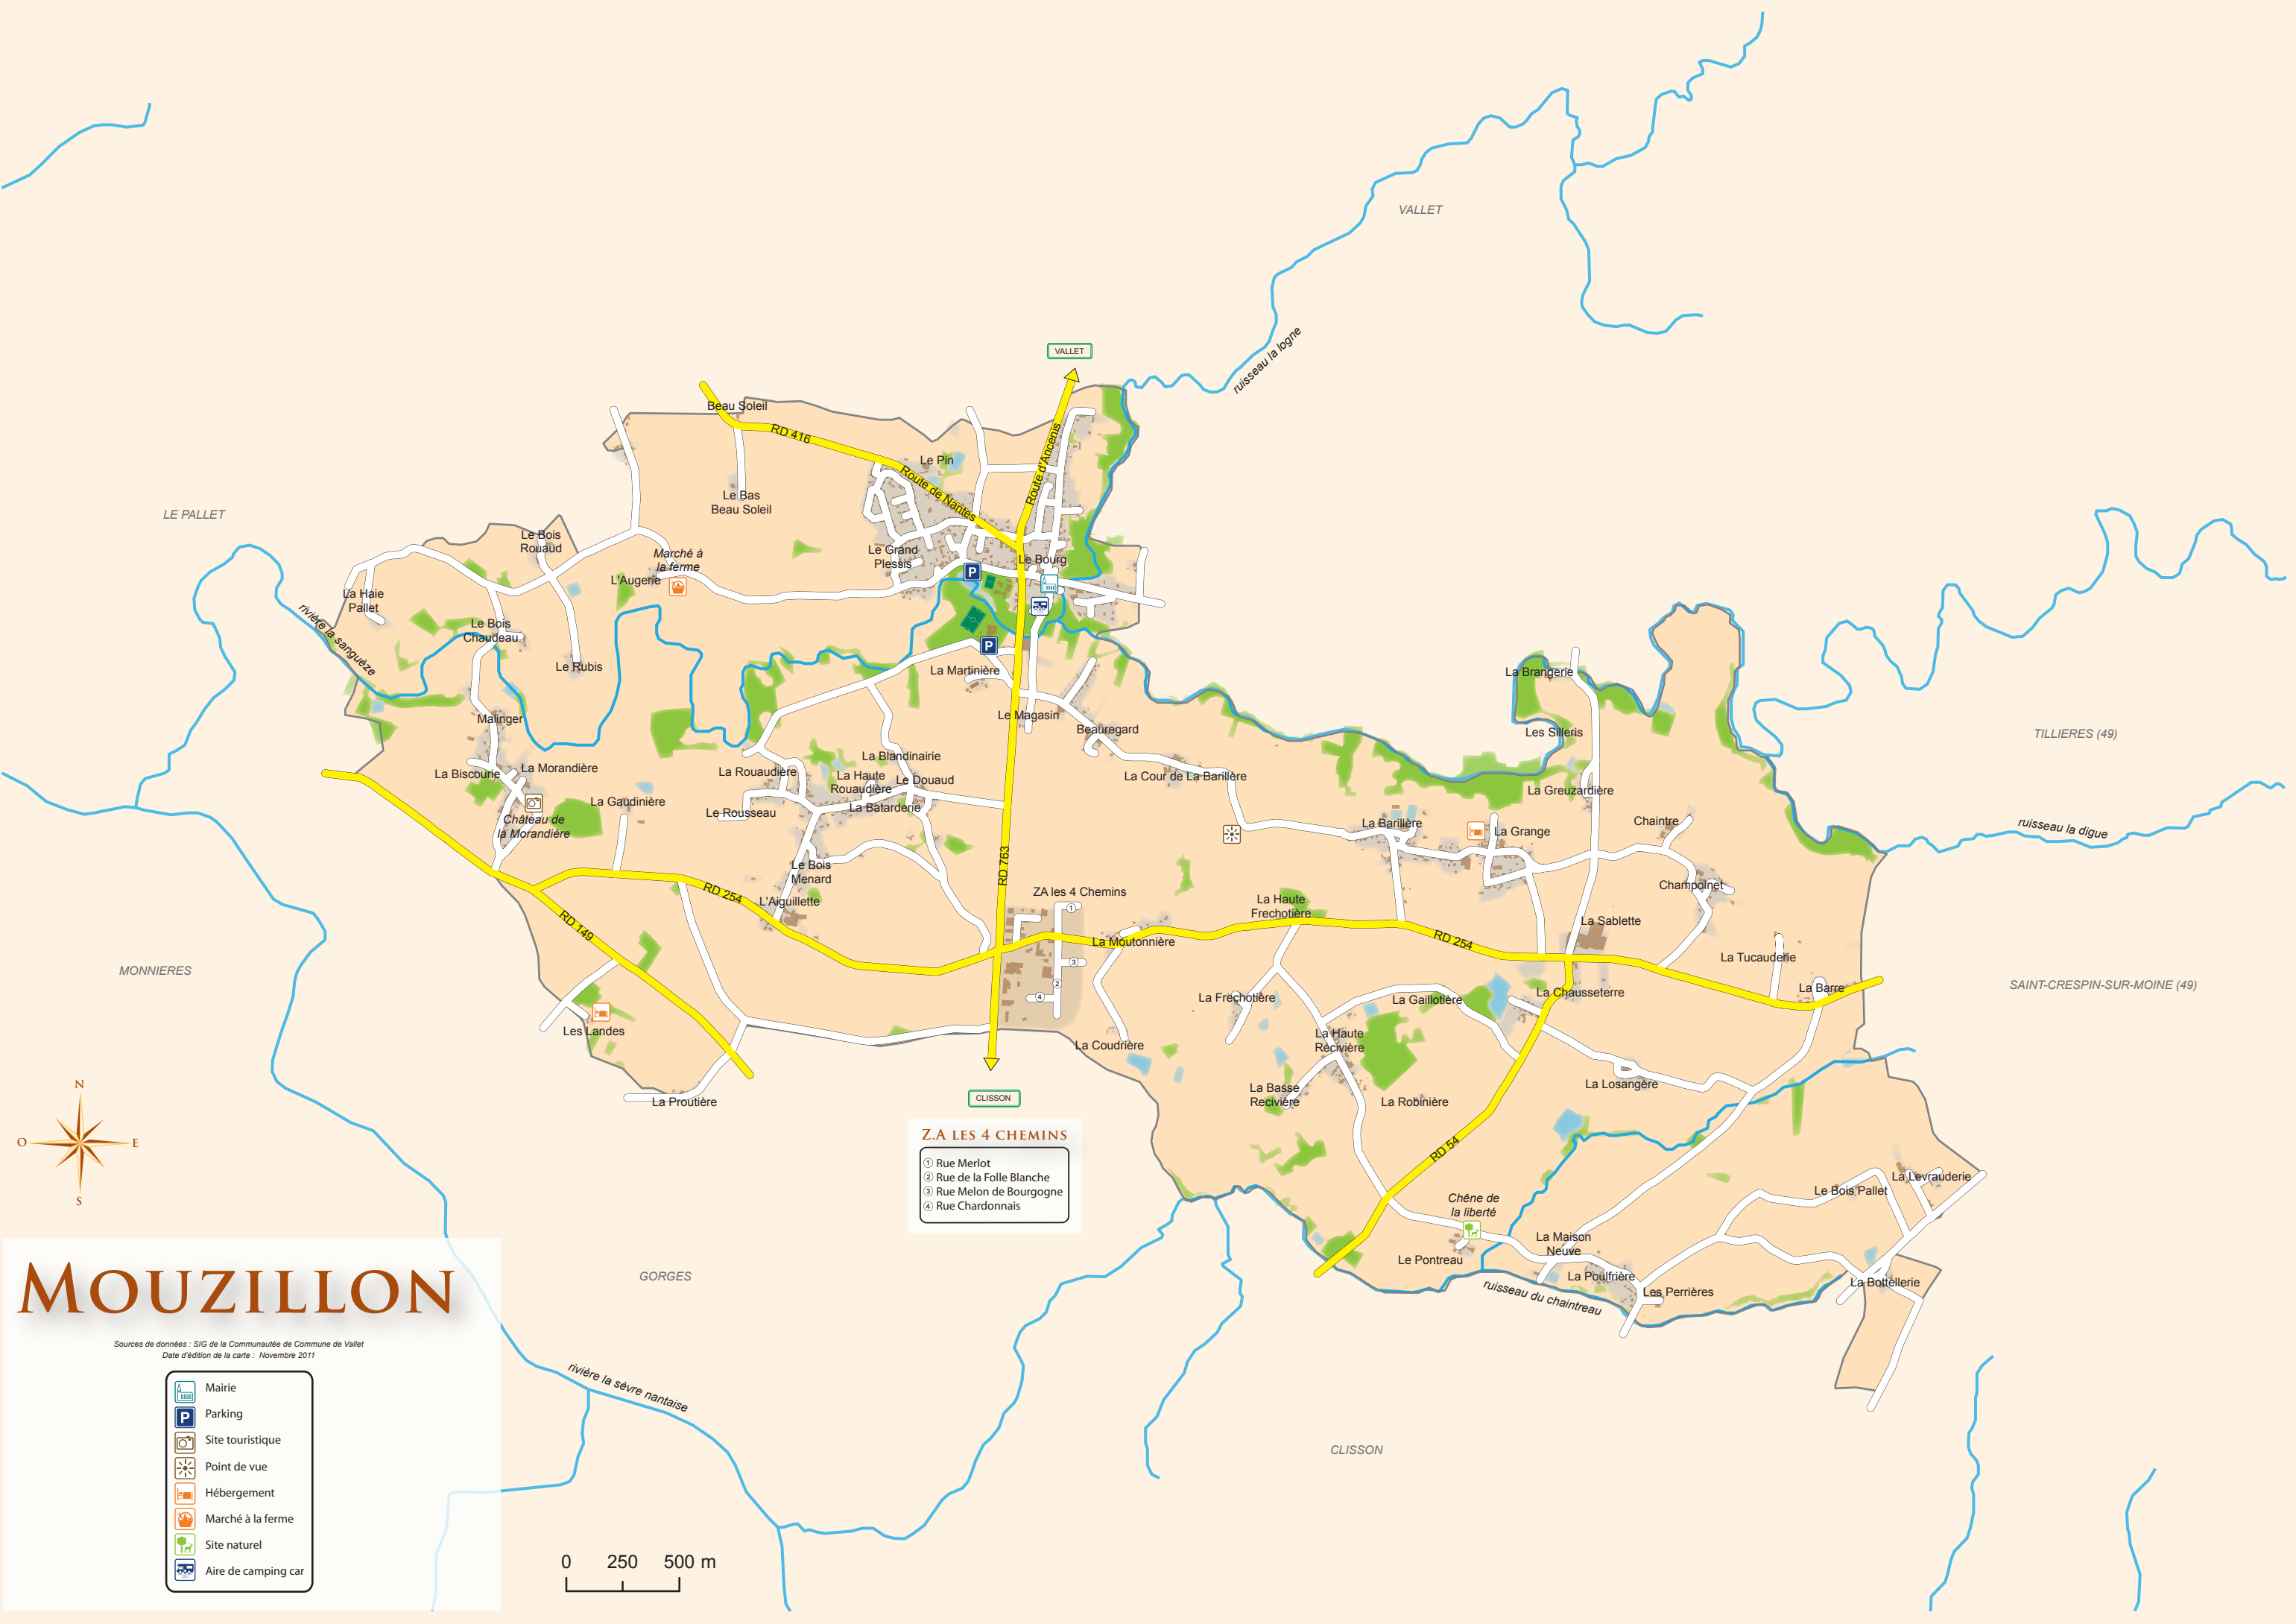 VALLET
ruisseau la logne
VALLET
Beau Soleil
RD 416
Route d'Ancenis
Le Pin
Route de Nantes
Le Bas
Beau Soleil
LE PALLET
Le Bois
Rouaud
Marché à
la ferme
Le Grand
Plessis
Le Bourg
L'Augerie
P
La Haie
Pallet
rivière la sanguèze
Le Bois
Chaudeau
P
Le Rubis
La Martinière
La Brangerie
Malinger
Le Magasin
Beauregard
Les Silleris
TILLIERES (49)
La Blandinairie
La Biscourie
La Morandière
La Rouaudière
La Haute
Rouaudière
Le Douaud
La Cour de La Barillère
La Greuzardière
La Gaudinière
La Batarderie
Le Rousseau
Château de
la Morandière
La Barillère
La Grange
Chaintre
ruisseau la digue
Le Bois
Menard
RD 763
L'Aiguillette
RD 254
ZA les 4 Chemins
1
Champoinet
La Haute
Frechotière
RD 149
La Sablette
La Moutonnière
RD 254
La Tucauderie
MONNIERES
3
2
4
La Frechotière
La Gaillotière
La Chausseterre
La Barre
SAINT-CRESPIN-SUR-MOINE (49)
Les Landes
La Coudrière
La Haute
Récivière
La Losangère
La Proutière
La Basse
Recivière
La Robinière
CLISSON
N
O
E
S
Z.A LES 4 CHEMINS
1 Rue Merlot
2 Rue de la Folle Blanche
3 Rue Melon de Bourgogne
4 Rue Chardonnais
RD 54
La Levrauderie
Le Bois Pallet
Chêne de
la liberté
La Maison
Neuve
Le Pontreau
La Poulfrière
Les Perrières
La Bottellerie
ruisseau du chaintreau
GORGES
CLISSON
rivière la sèvre nantaise
MOUZILLON
Sources de données : SIG de la Communautée de Commune de Vallet
Date d'édition de la carte : Novembre 2011
Mairie
P Parking
Site touristique
Point de vue
Hébergement
Marché à la ferme
Site naturel
Aire de camping car
0 250 500 m